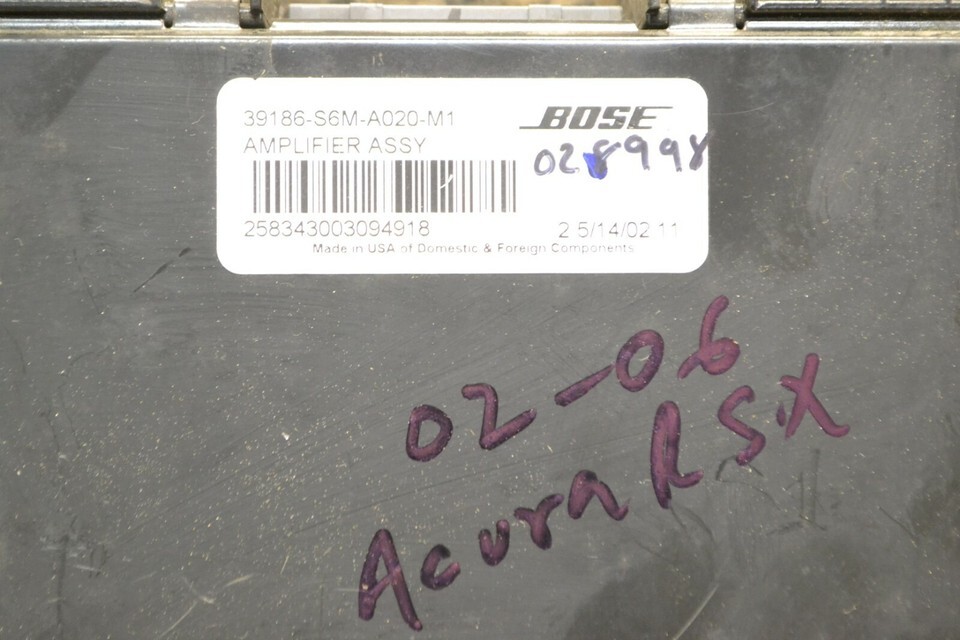 39186-S6M-A020-M1
BOSE
AMPLIFIER ASSY
028998
258343003094918
2 5/14/02 11
Made in USA of Domestic & Foreign Components
02-06
Acura RSX